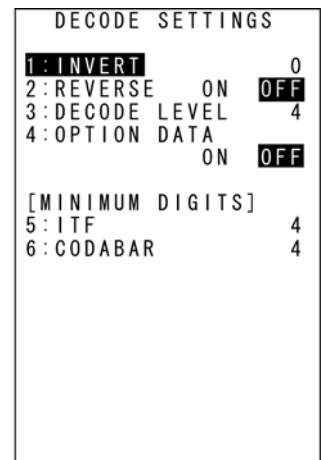 DECODE SETTINGS
1:INVERT 0
2:REVERSE ON OFF
3:DECODE LEVEL 4
4:OPTION DATA
ON OFF
[MINIMUM DIGITS]
5:ITF 4
6:CODABAR 4